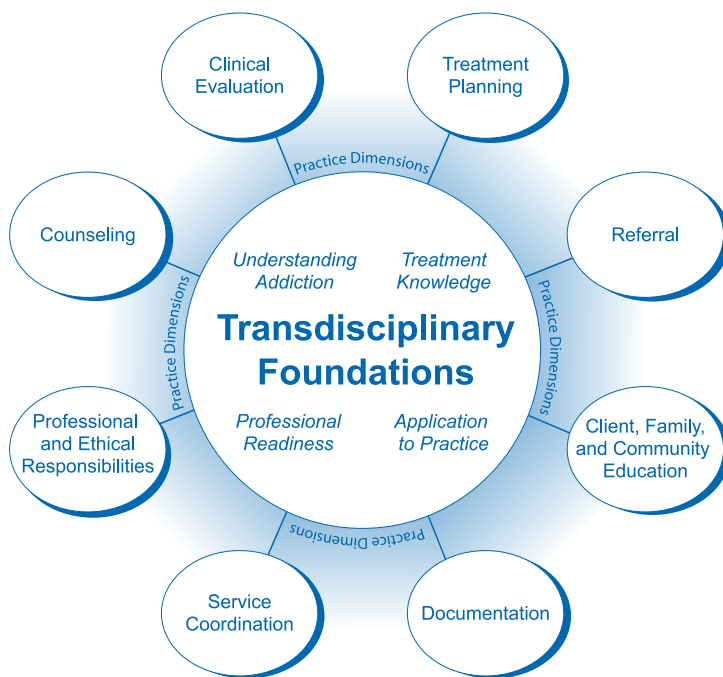 Clinical
Evaluation
Treatment
Planning
Practice Dimensions
Counseling
Referral
Understanding
Addiction
Treatment
Knowledge
Practice Dimensions
Practice Dimensions
Transdisciplinary
Foundations
Professional
Readiness
Application
to Practice
Professional
and Ethical
Responsibilities
Client, Family,
and Community
Education
Practice Dimensions
Service
Coordination
Documentation